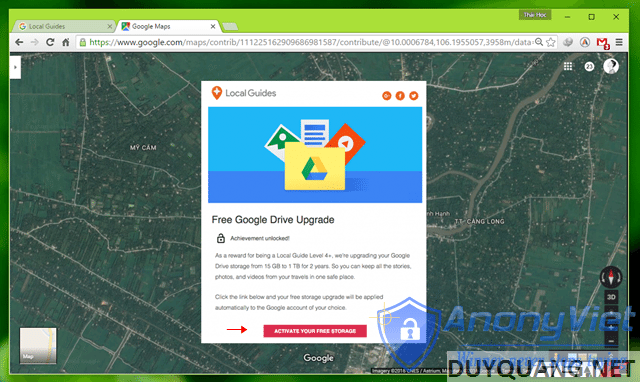 Thái Học
Local Guides
Google Maps
https://www.google.com/maps/contrib/111225162909686981587/contribute/@10.0006784,106.1955057,3958m/data=
23
3
Local Guides
MỸ CẨM
TT. CÀNG LONG
Free Google Drive Upgrade
Achievement unlocked!
As a reward for being a Local Guide Level 4+, we're upgrading your Google
Drive storage from 15 GB to 1 TB for 2 years. So you can keep all the stories,
photos, and videos from your travels in one safe place.
Click the link below and your free storage upgrade will be applied
automatically to the Google account of your choice.
ACTIVATE YOUR FREE STORAGE
3D
Map
Google
AnonyViet
DUYQUANG.NET
Imagery ©2016 CNES / Astrium,